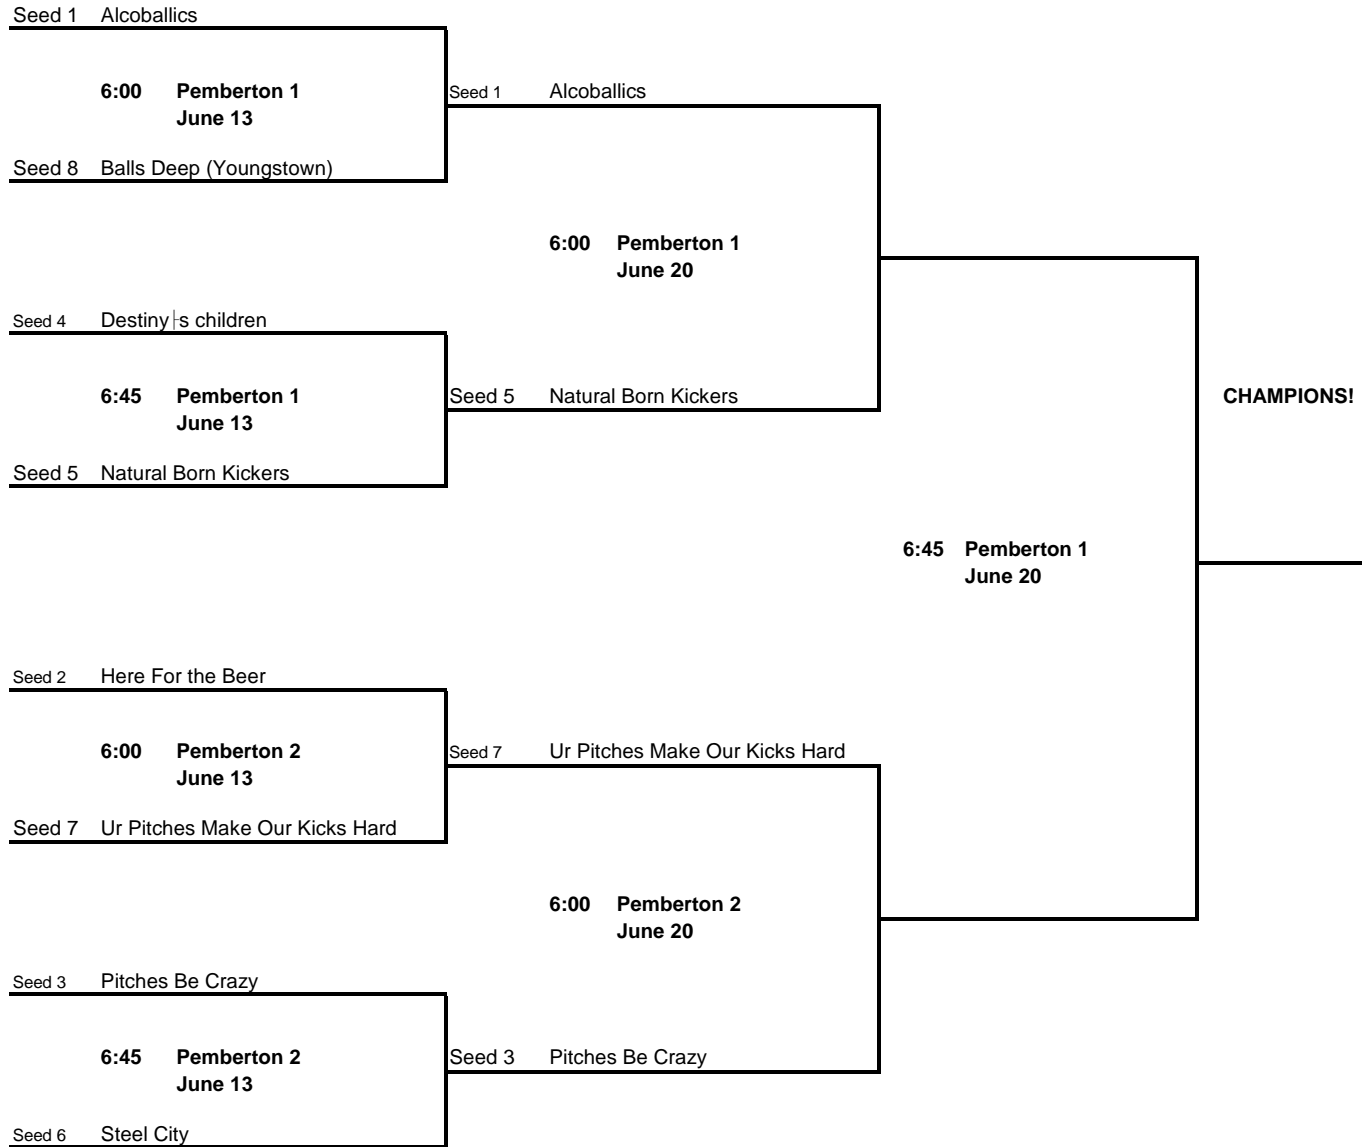 Seed 1 Alcoballics
6:00 Pemberton 1
June 13
Seed 1 Alcoballics
Seed 8 Balls Deep (Youngstown)
6:00 Pemberton 1
June 20
Seed 4 Destiny├s children
6:45 Pemberton 1
June 13
Seed 5 Natural Born Kickers
CHAMPIONS!
Seed 5 Natural Born Kickers
6:45 Pemberton 1
June 20
Seed 2 Here For the Beer
6:00 Pemberton 2
June 13
Seed 7 Ur Pitches Make Our Kicks Hard
Seed 7 Ur Pitches Make Our Kicks Hard
6:00 Pemberton 2
June 20
Seed 3 Pitches Be Crazy
6:45 Pemberton 2
June 13
Seed 3 Pitches Be Crazy
Seed 6 Steel City